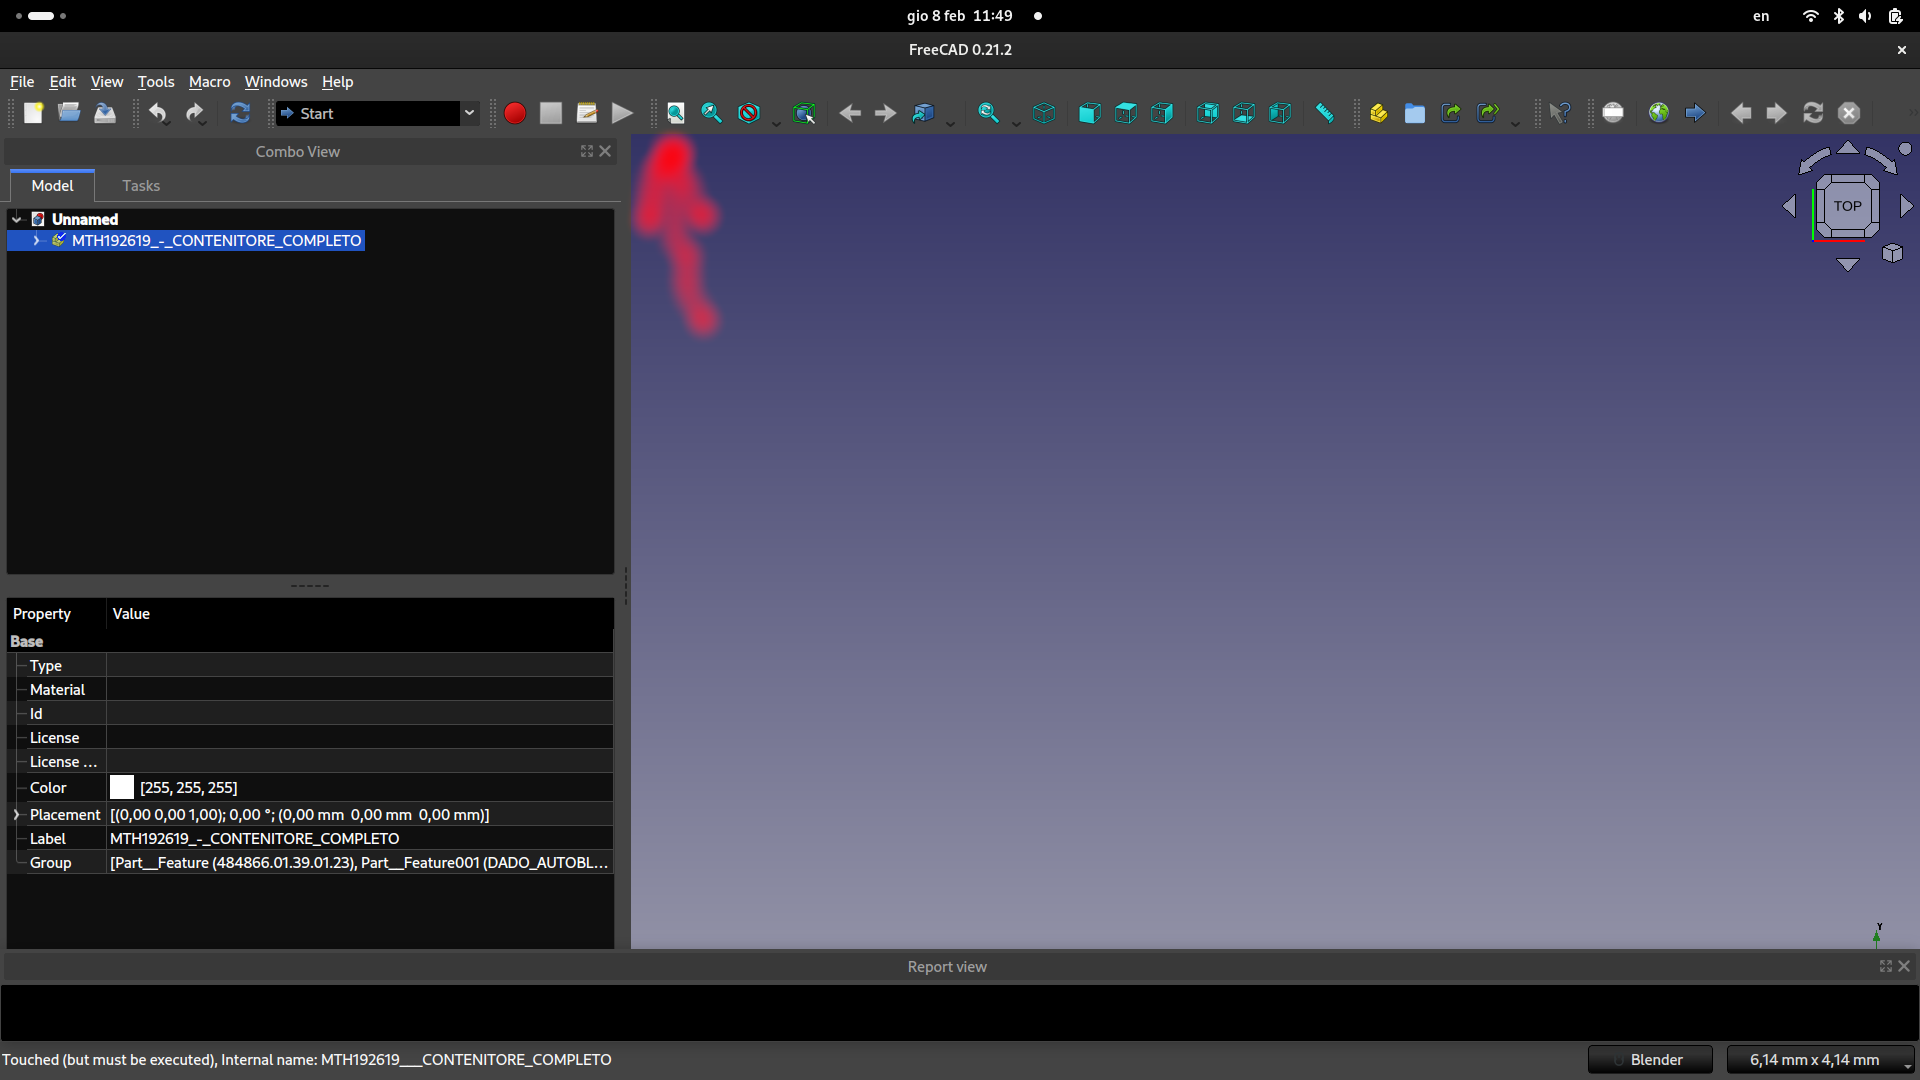 gio 8 feb 11:49
en
FreeCAD 0.21.2
File Edit View Tools Macro Windows Help
Start
Combo View
Model Tasks
Unnamed
MTH192619_-_CONTENITORE_COMPLETO
TOP
Property Value
Base
Type
Material
Id
License
License ...
Color [255, 255, 255]
Placement [(0,00 0,00 1,00); 0,00 °; (0,00 mm 0,00 mm 0,00 mm)]
Label MTH192619_-_CONTENITORE_COMPLETO
Group [Part__Feature (484866.01.39.01.23), Part__Feature001 (DADO_AUTOBL...
Y
Report view
Touched (but must be executed), Internal name: MTH192619___CONTENITORE_COMPLETO
Blender
6,14 mm x 4,14 mm